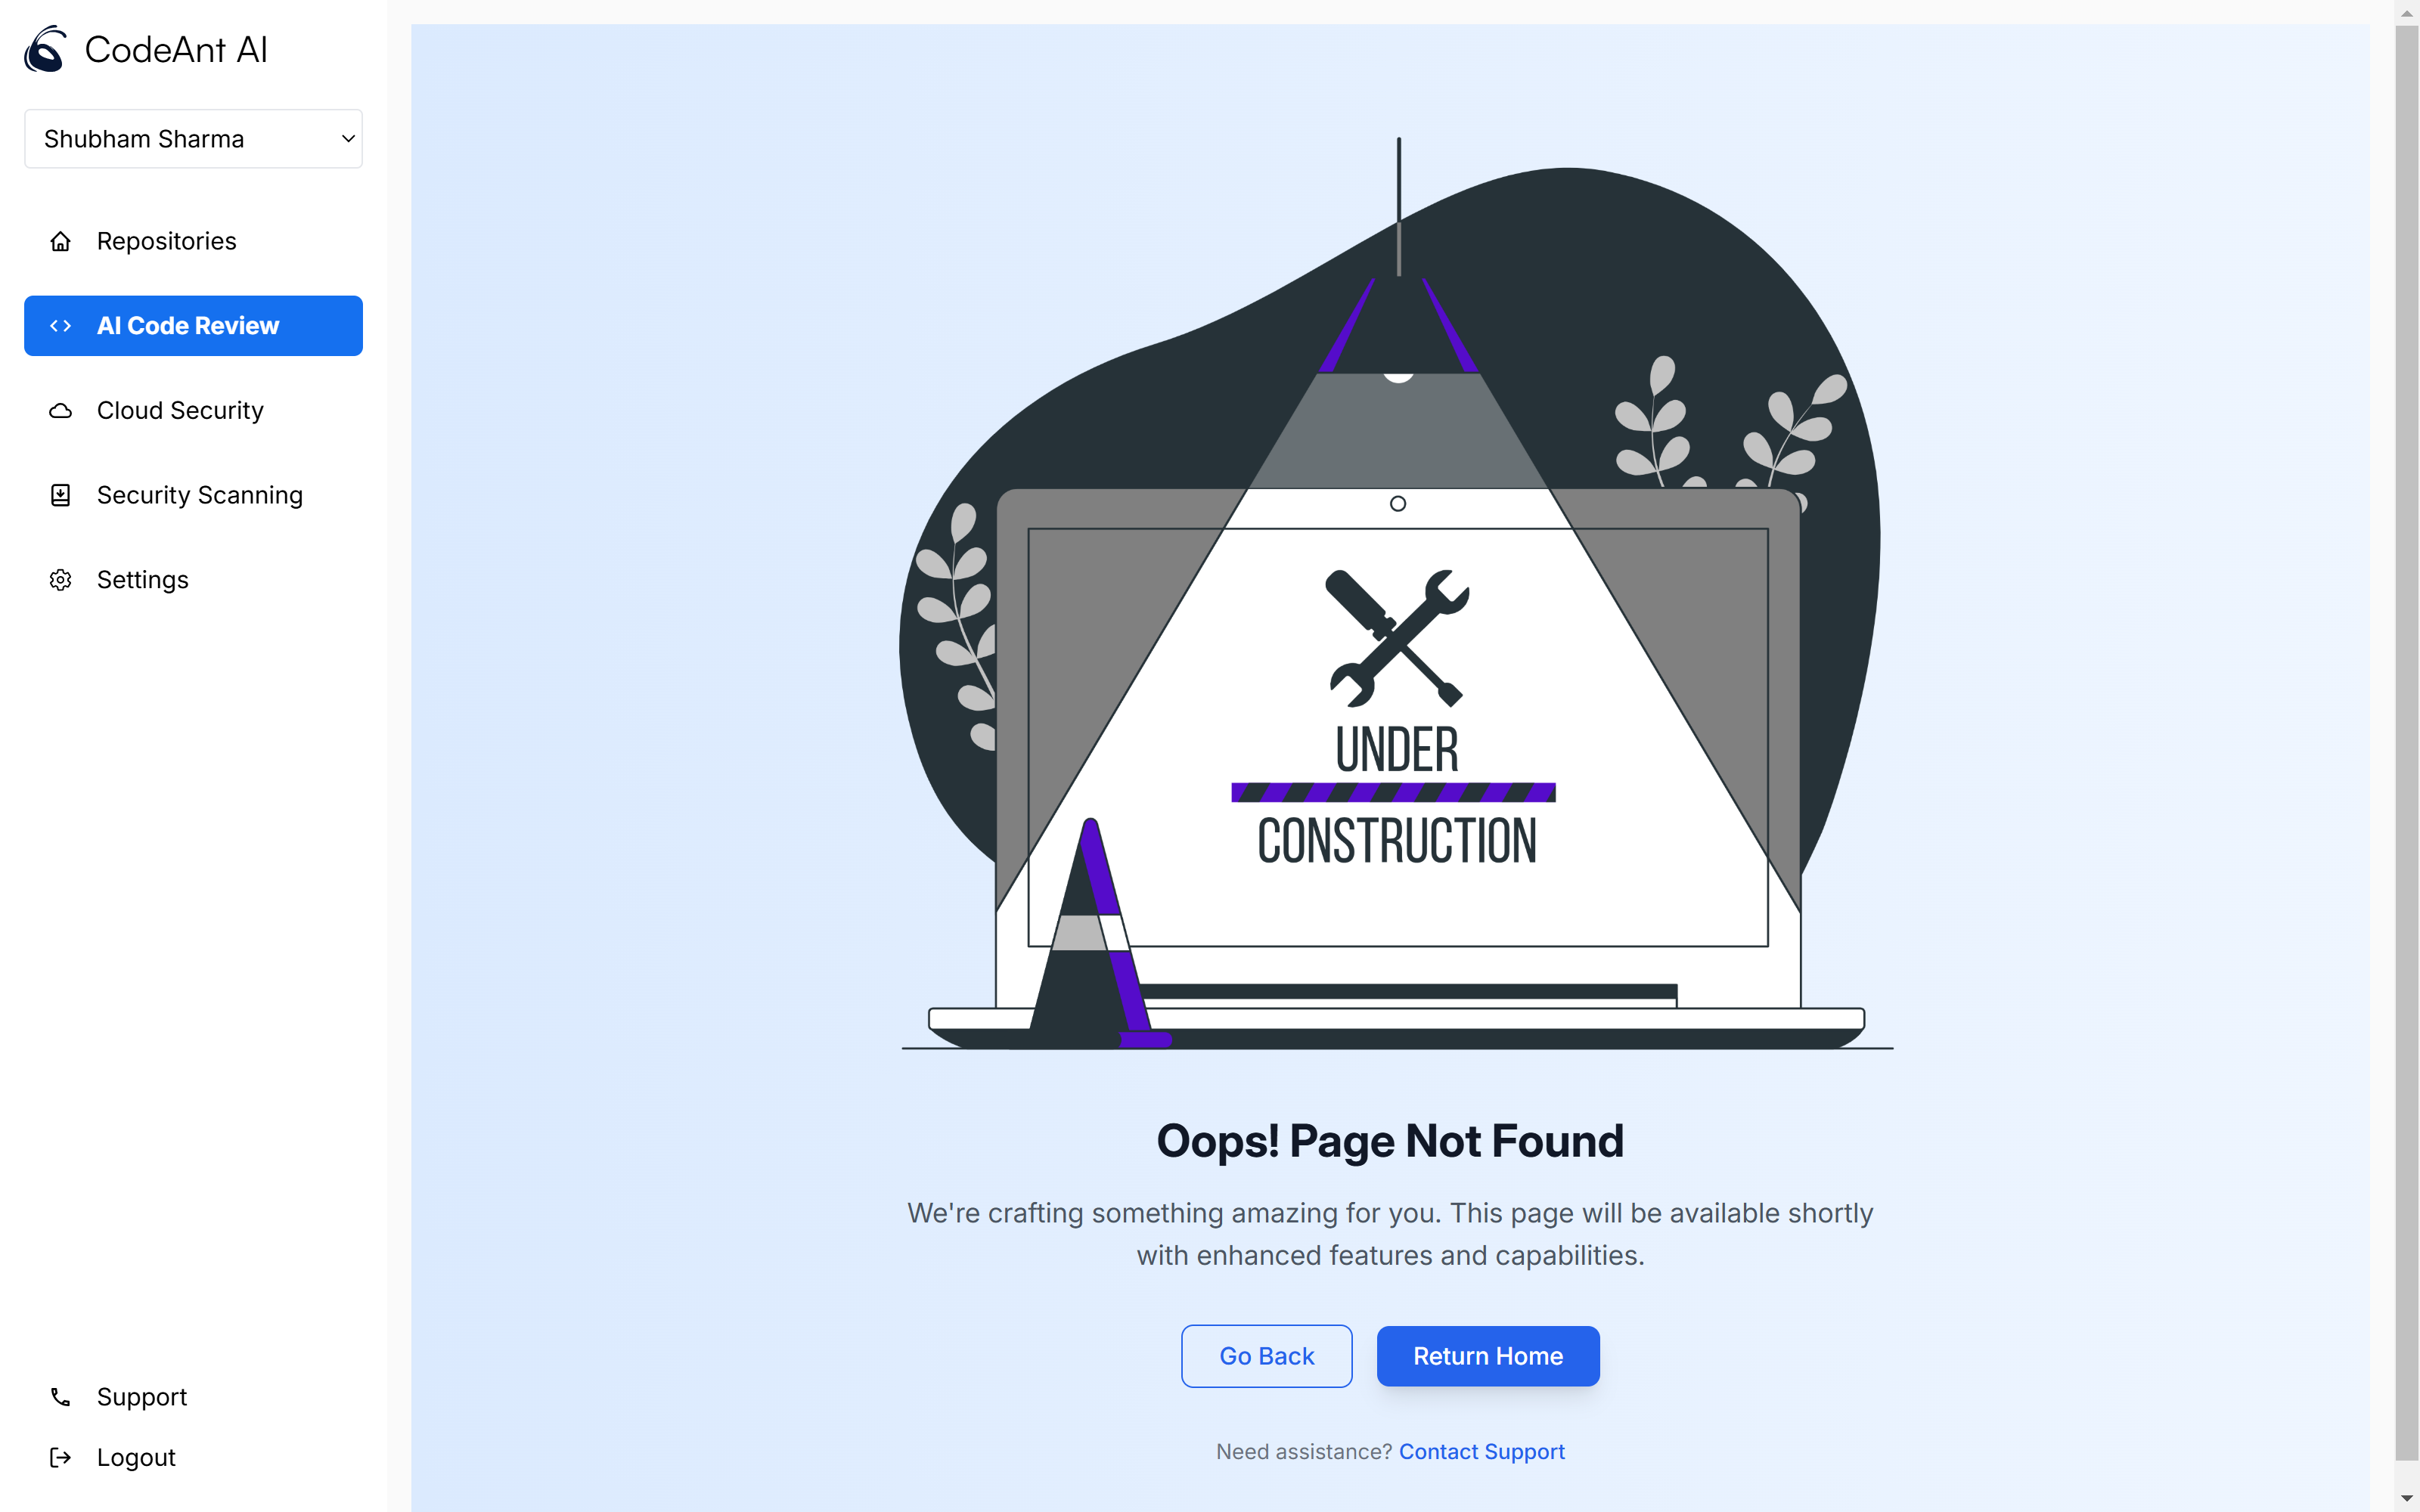 CodeAnt AI
Shubham Sharma
Repositories
AI Code Review
Cloud Security
Security Scanning
Settings
Support
Logout
UNDER
CONSTRUCTION
Oops! Page Not Found
We're crafting something amazing for you. This page will be available shortly
with enhanced features and capabilities.
Go Back
Return Home
Need assistance? Contact Support